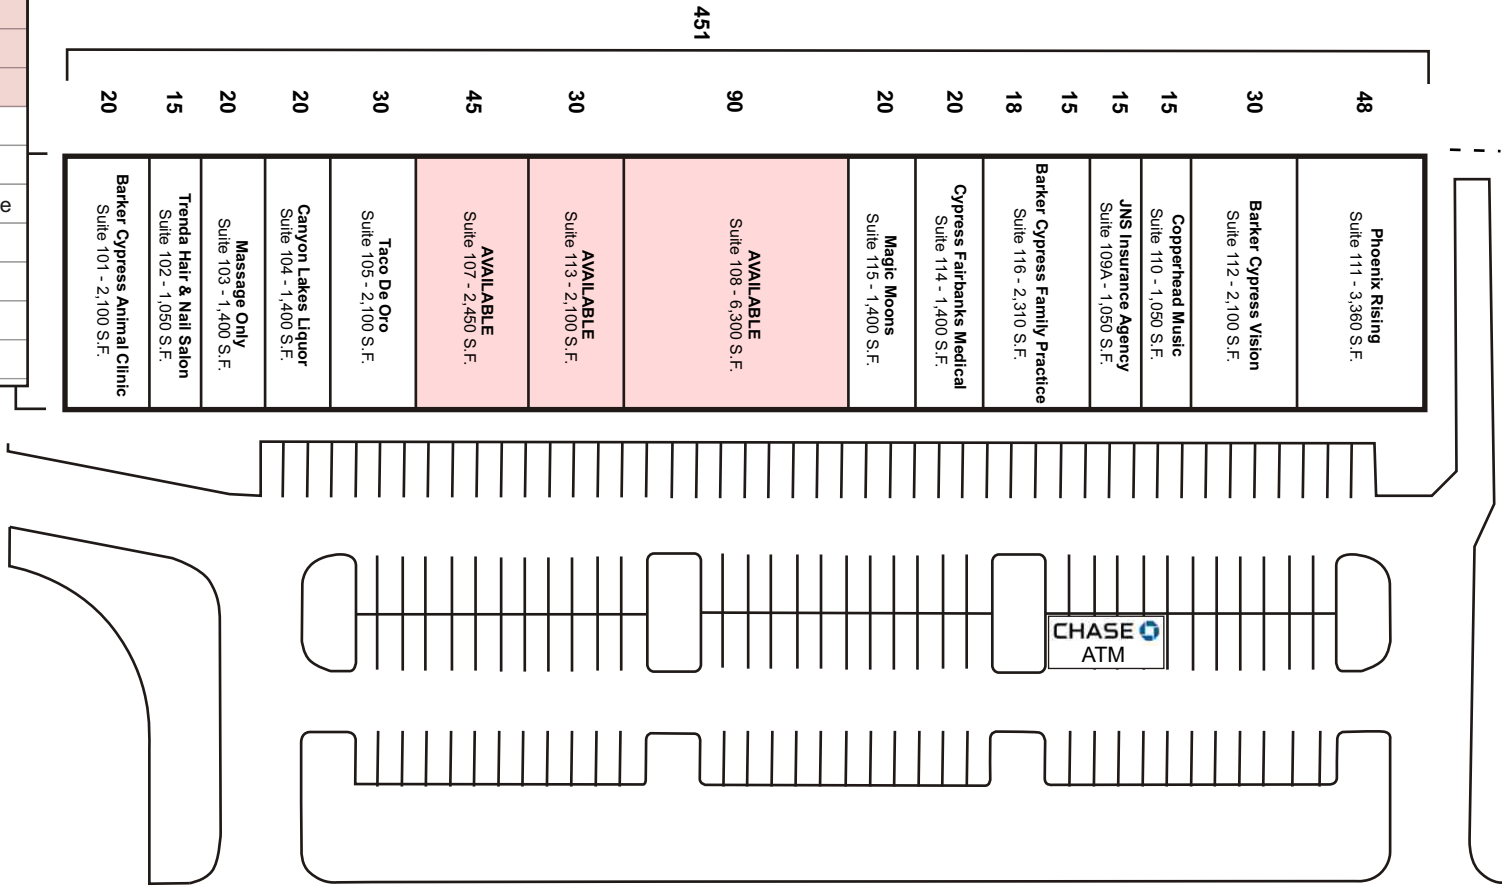 451
20
15
20
20
30
45
30
90
20
20
18
15
15
15
30
48
e
Barker Cypress Animal Clinic
Suite 101 - 2,100 S.F.
Trenda Hair & Nail Salon
Suite 102 - 1,050 S.F.
Massage Only
Suite 103 - 1,400 S.F.
Canyon Lakes Liquor
Suite 104 - 1,400 S.F.
Taco De Oro
Suite 105 - 2,100 S.F.
AVAILABLE
Suite 107 - 2,450 S.F.
AVAILABLE
Suite 113 - 2,100 S.F.
AVAILABLE
Suite 108 - 6,300 S.F.
Magic Moons
Suite 115 - 1,400 S.F.
Cypress Fairbanks Medical
Suite 114 - 1,400 S.F.
Barker Cypress Family Practice
Suite 116 - 2,310 S.F.
JNS Insurance Agency
Suite 109A - 1,050 S.F.
Copperhead Music
Suite 110 - 1,050 S.F.
Barker Cypress Vision
Suite 112 - 2,100 S.F.
Phoenix Rising
Suite 111 - 3,360 S.F.
CHASE
ATM